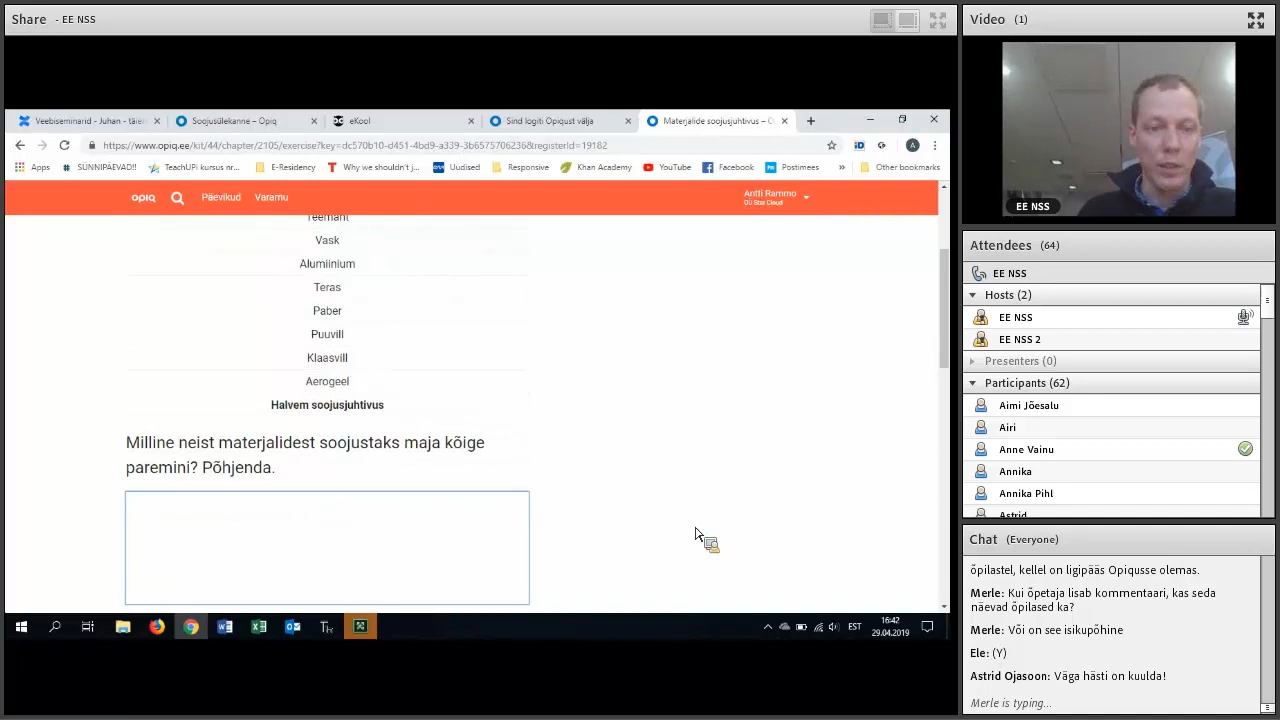 Share - EE NSS
Veebiseminarid - Juhan - täien
Soojusülekanne – Opiq
eKool
Sind logiti Opiqust välja
Materjalide soojusjuhtivus – O
https://www.opiq.ee/kit/48/chapter/2105/exercise?key=dc570b10-d451-4bd9-a339-3b65757062368registerId=19182
Apps
SÜNNIPÄEVAD!!
TeachUP! kursus nr...
E-Residency
Why we shouldn't j...
Uudised
Responsive
Khan Academy
YouTube
Facebook
Postimees
»
Other bookmarks
opiq
Päevikud
Varamu
Antti Rammo
OÜ Star Cloud
Teemant
Vask
Alumiinium
Teras
Paber
Puuvill
Klaasvill
Aerogeel
Halvem soojusjuhtivus
Milline neist materjalidest soojustaks maja kõige
paremini? Põhjenda.
EST
16:42
29.04.2019
Video (1)
EE NSS
Attendees (64)
EE NSS
Hosts (2)
EE NSS
EE NSS 2
Presenters (0)
Participants (62)
Aimi Jõesalu
Airi
Anne Vainu
Annika
Annika Pihl
Astrid
Chat (Everyone)
õpilastel, kellel on ligipääs Opiqusse olemas.
Merle: Kui õpetaja lisab kommentaari, kas seda
näevad õpilased ka?
Merle: Või on see isikupõhine
Ele: (Y)
Astrid Ojasoon: Väga hästi on kuulda!
Merle is typing...